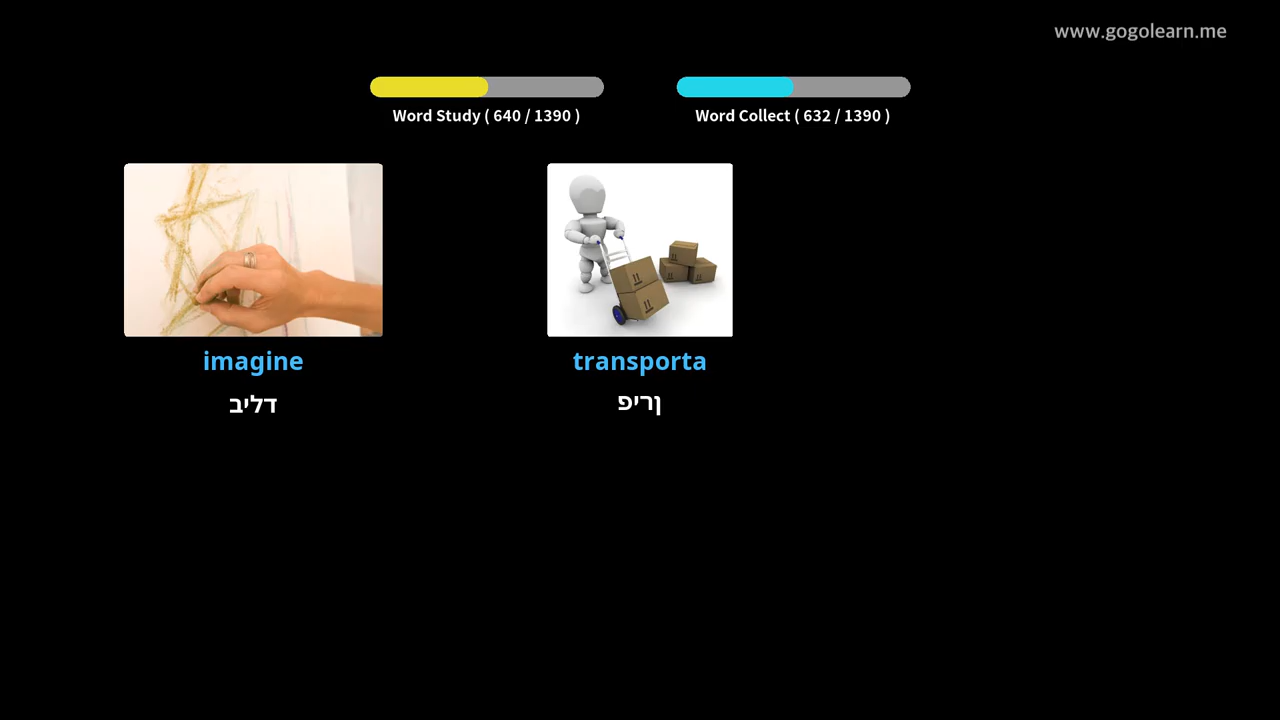 www.gogolearn.me
Word Study ( 640 / 1390 )
Word Collect ( 632 / 1390 )
imagine
דליב
transporta
ןריפ